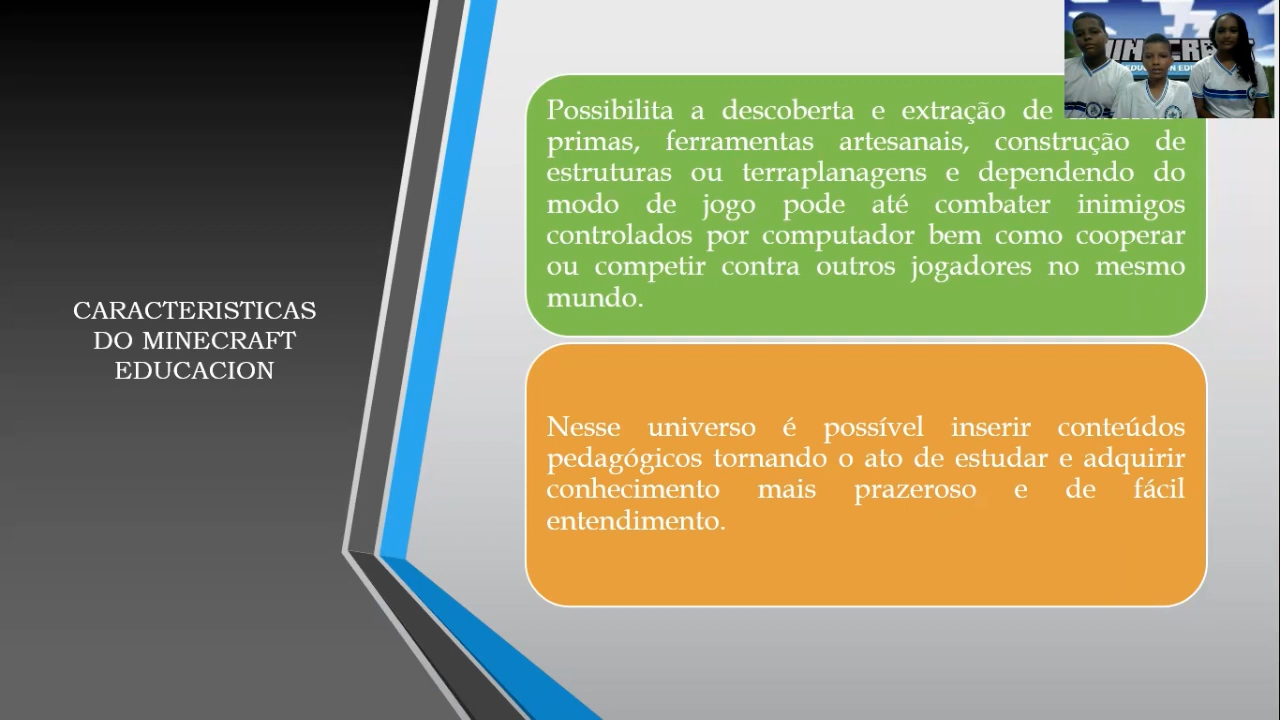 CARACTERISTICAS
DO MINECRAFT
EDUCACION
Possibilita a descoberta e extração de
primas, ferramentas artesanais, construção de
estruturas ou terraplanagens e dependendo do
modo de jogo pode até combater inimigos
controlados por computador bem como cooperar
ou competir contra outros jogadores no mesmo
mundo.
Nesse universo é possível inserir conteúdos
pedagógicos tornando o ato de estudar e adquirir
conhecimento mais prazeroso e de fácil
entendimento.